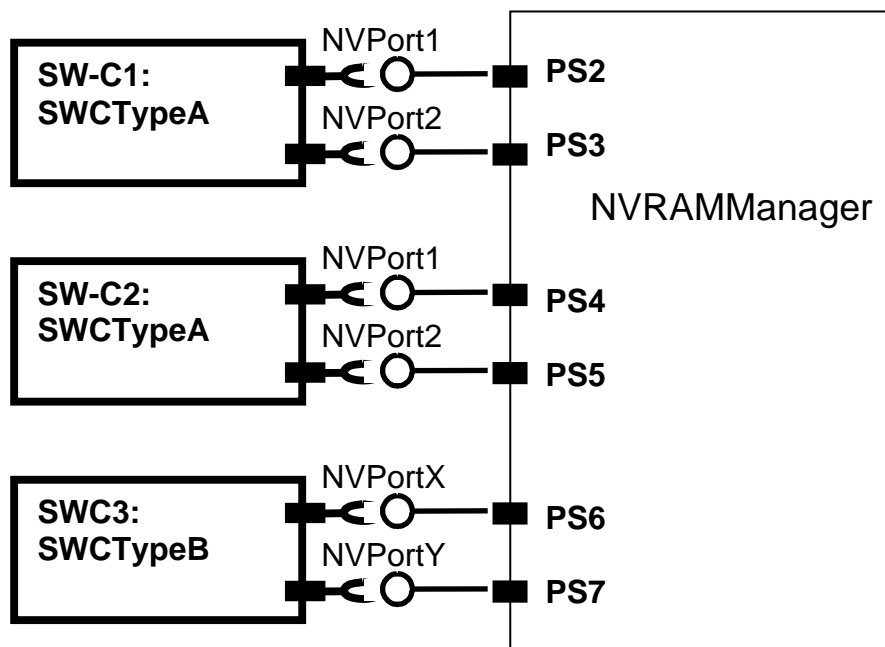 NVPort1
SW-C1:
SWCTypeA
PS2
NVPort2
PS3
NVRAMManager
NVPort1
SW-C2:
SWCTypeA
PS4
NVPort2
PS5
NVPortX
SWC3:
SWCTypeB
PS6
NVPortY
PS7